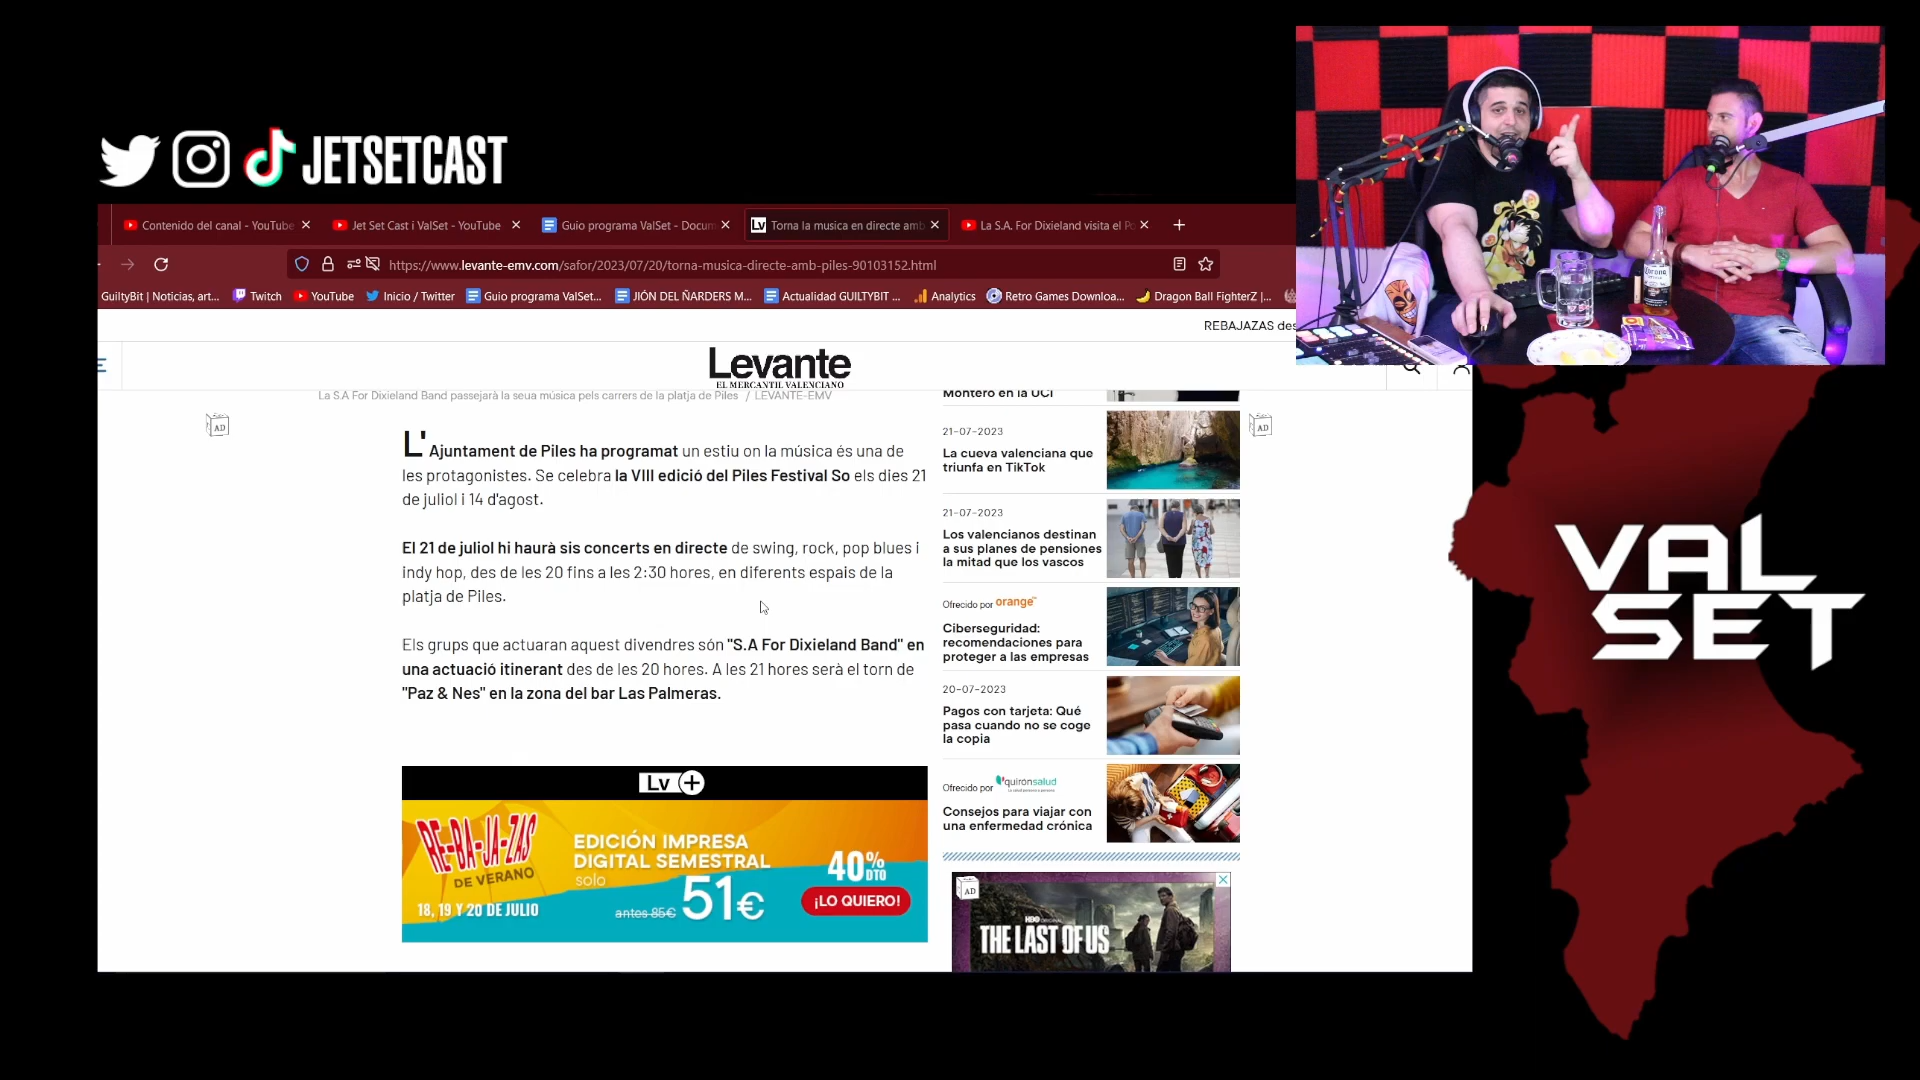 JETSETCAST
Contenido del canal - YouTube
Jet Set Cast i ValSet - YouTube
Guio programa ValSet - Docum
Lv Torna la musica en directe amb
La S.A. For Dixieland visita el Po
https://www.levante-emv.com/safor/2023/07/20/torna-musica-directe-amb-piles-90103152.html
GuiltyBit | Noticias, art...
Twitch
YouTube
Inicio / Twitter
Guio programa ValSet...
JIÓN DEL ÑARDERS M...
Actualidad GUILTYBIT ...
Analytics
Retro Games Downloa...
Dragon Ball FighterZ |...
REBAJAZAS des
Levante
EL MERCANTIL VALENCIANO
La S.A For Dixieland Band passejarà la seua música pels carrers de la platja de Piles / LEVANTE-EMV
AD
L'Ajuntament de Piles ha programat un estiu on la música és una de
les protagonistes. Se celebra la VIII edició del Piles Festival So els dies 21
de juliol i 14 d'agost.
El 21 de juliol hi haurà sis concerts en directe de swing, rock, pop blues i
indy hop, des de les 20 fins a les 2:30 hores, en diferents espais de la
platja de Piles.
Els grups que actuaran aquest divendres són "S.A For Dixieland Band" en
una actuació itinerant des de les 20 hores. A les 21 hores serà el torn de
"Paz & Nes" en la zona del bar Las Palmeras.
Lv+
RE-BA-JA-ZAS
DE VERANO
18, 19 Y 20 DE JULIO
EDICIÓN IMPRESA
DIGITAL SEMESTRAL
solo
antes 85€ 51€
40% DTO
¡LO QUIERO!
Montero en la UCI
21-07-2023
La cueva valenciana que
triunfa en TikTok
21-07-2023
Los valencianos destinan
a sus planes de pensiones
la mitad que los vascos
Ofrecido por orange
Ciberseguridad:
recomendaciones para
proteger a las empresas
20-07-2023
Pagos con tarjeta: Qué
pasa cuando no se coge
la copia
Ofrecido por quirónsalud
Consejos para viajar con
una enfermedad crónica
AD
HBO ORIGINAL
THE LAST OF US
AD
Corona
VAL
SET